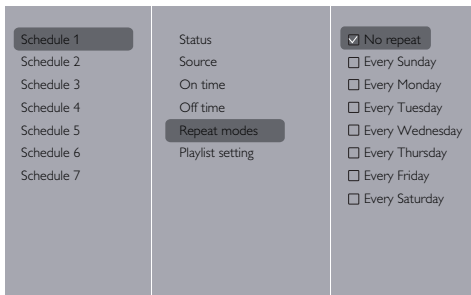 Schedule 1
Schedule 2
Schedule 3
Schedule 4
Schedule 5
Schedule 6
Schedule 7
Status
Source
On time
Off time
Repeat modes
Playlist setting
No repeat
Every Sunday
Every Monday
Every Tuesday
Every Wednesday
Every Thursday
Every Friday
Every Saturday